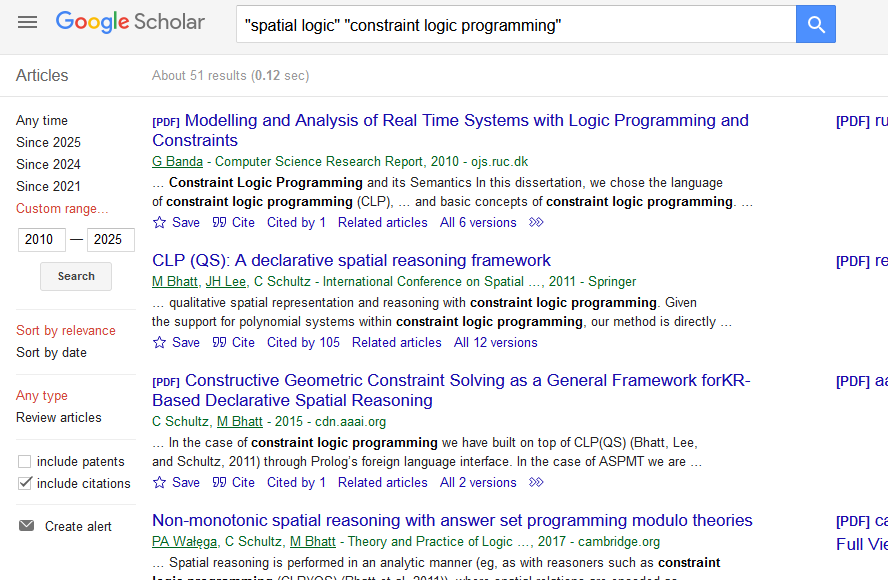 Google Scholar
"spatial logic" "constraint logic programming"
Articles
About 51 results (0.12 sec)
Any time
Since 2025
Since 2024
Since 2021
Custom range...
2010 — 2025
Search
Sort by relevance
Sort by date
Any type
Review articles
include patents
include citations
Create alert
[PDF] Modelling and Analysis of Real Time Systems with Logic Programming and
Constraints
G Banda - Computer Science Research Report, 2010 - ojs.ruc.dk
… Constraint Logic Programming and its Semantics In this dissertation, we chose the language
of constraint logic programming (CLP), … and basic concepts of constraint logic programming. …
Save Cite Cited by 1 Related articles All 6 versions
[PDF] ru
CLP (QS): A declarative spatial reasoning framework
M Bhatt, JH Lee, C Schultz - International Conference on Spatial …, 2011 - Springer
… qualitative spatial representation and reasoning with constraint logic programming. Given
the support for polynomial systems within constraint logic programming, our method is directly …
Save Cite Cited by 105 Related articles All 12 versions
[PDF] re
[PDF] Constructive Geometric Constraint Solving as a General Framework forKR-
Based Declarative Spatial Reasoning
C Schultz, M Bhatt - 2015 - cdn.aaai.org
… In the case of constraint logic programming we have built on top of CLP(QS) (Bhatt, Lee,
and Schultz, 2011) through Prolog's foreign language interface. In the case of ASPMT we are …
Save Cite Cited by 1 Related articles All 2 versions
[PDF] aa
Non-monotonic spatial reasoning with answer set programming modulo theories
PA Wałęga, C Schultz, M Bhatt - Theory and Practice of Logic …, 2017 - cambridge.org
… Spatial reasoning is performed in an analytic manner (eg, as with reasoners such as constraint
[PDF] ca
Full Vie